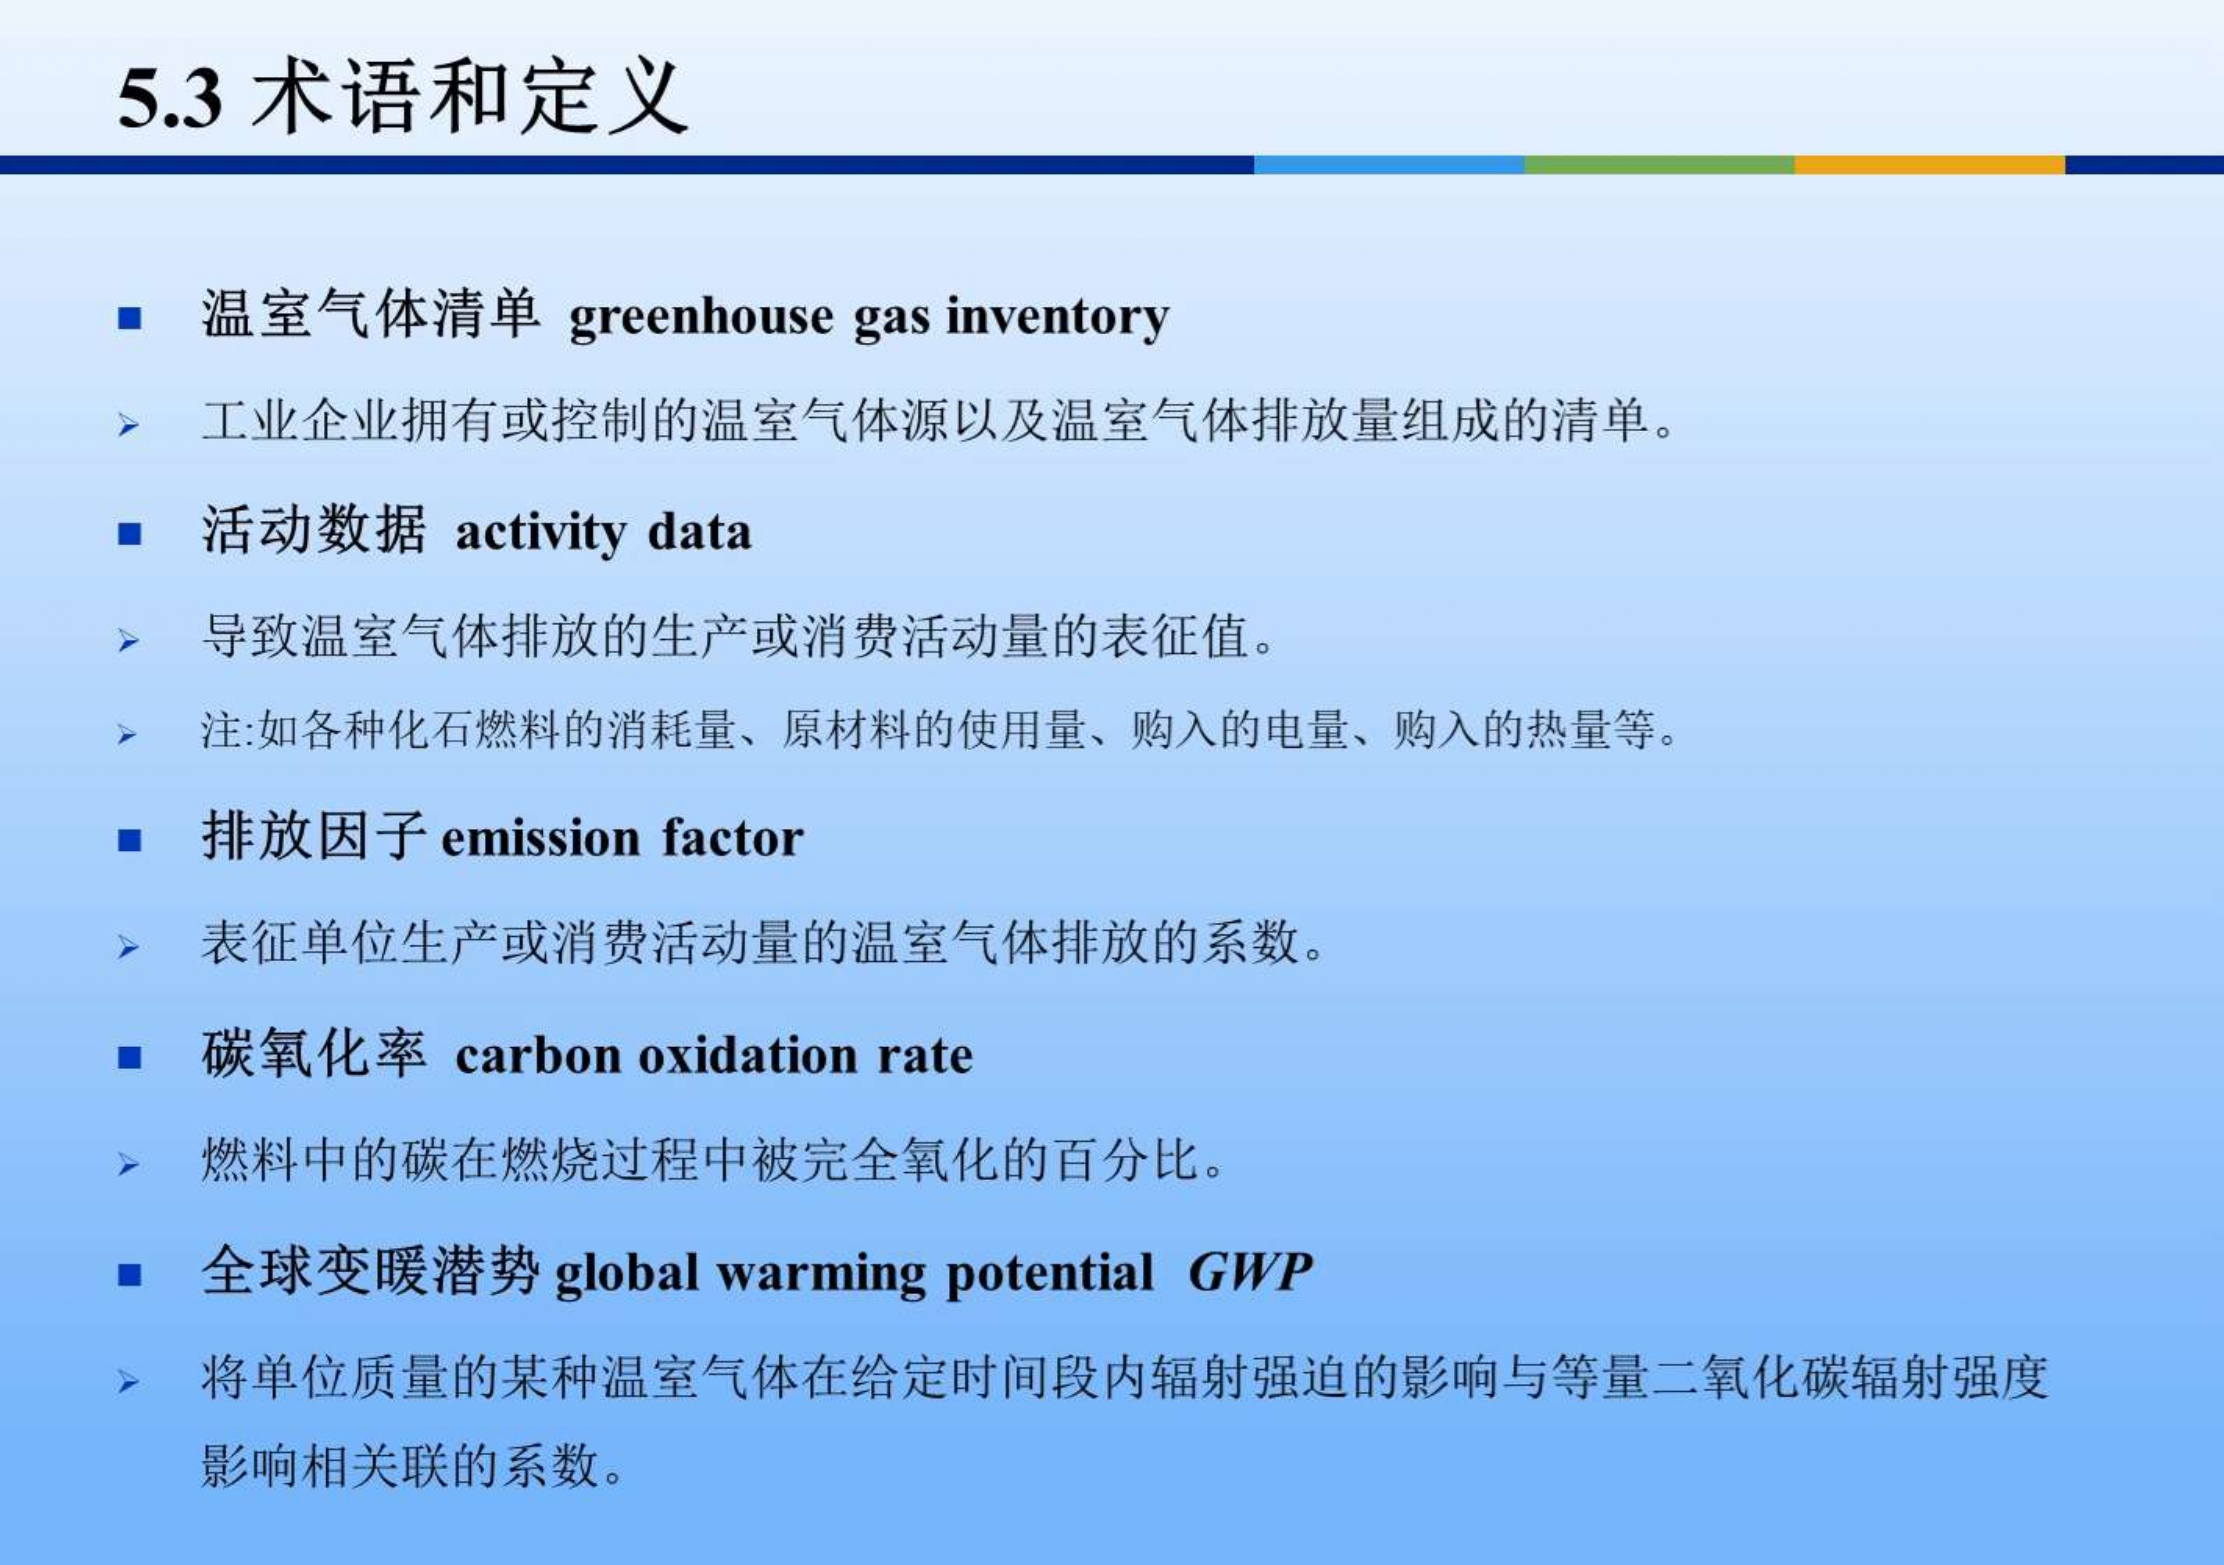 5.3 术语和定义
温室气体清单 greenhouse gas inventory
工业企业拥有或控制的温室气体源以及温室气体排放量组成的清单。
活动数据 activity data
导致温室气体排放的生产或消费活动量的表征值。
注:如各种化石燃料的消耗量、原材料的使用量、购入的电量、购入的热量等。
排放因子 emission factor
表征单位生产或消费活动量的温室气体排放的系数。
碳氧化率 carbon oxidation rate
燃料中的碳在燃烧过程中被完全氧化的百分比。
全球变暖潜势 global warming potential GWP
将单位质量的某种温室气体在给定时间段内辐射强迫的影响与等量二氧化碳辐射强度
影响相关联的系数。